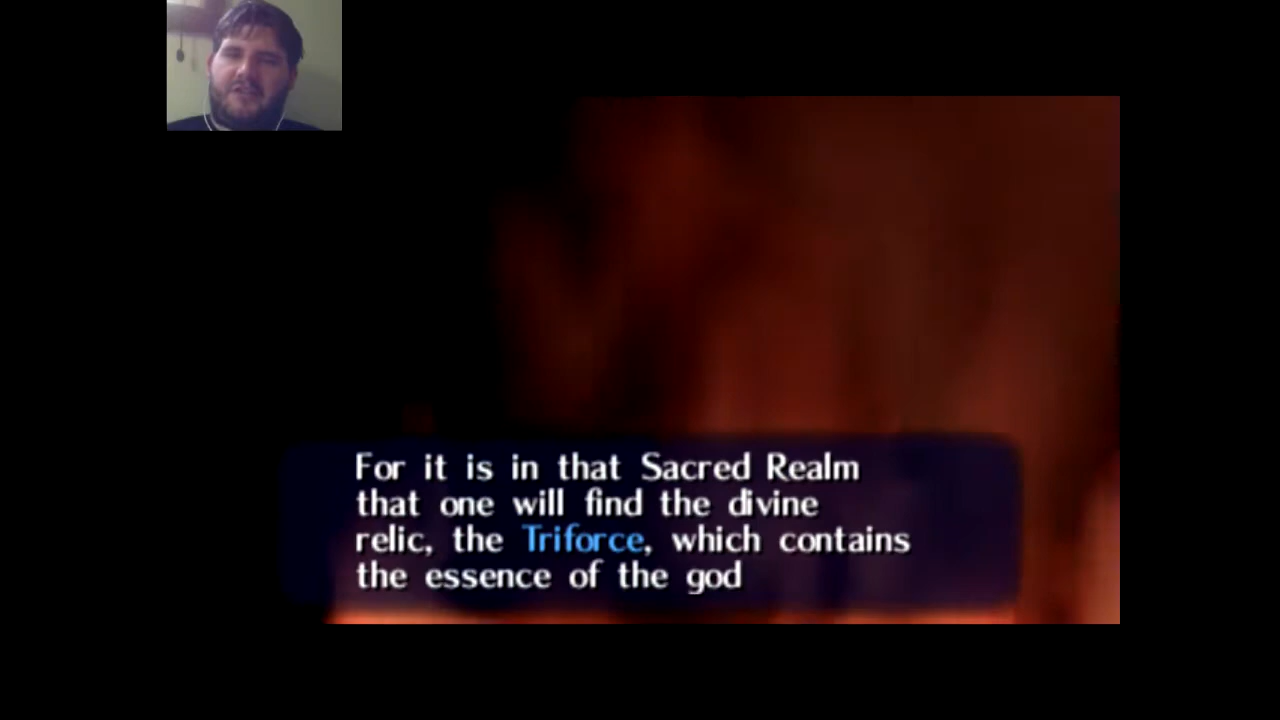 For it is in that Sacred Realm
that one will find the divine
relic, the Triforce, which contains
the essence of the god